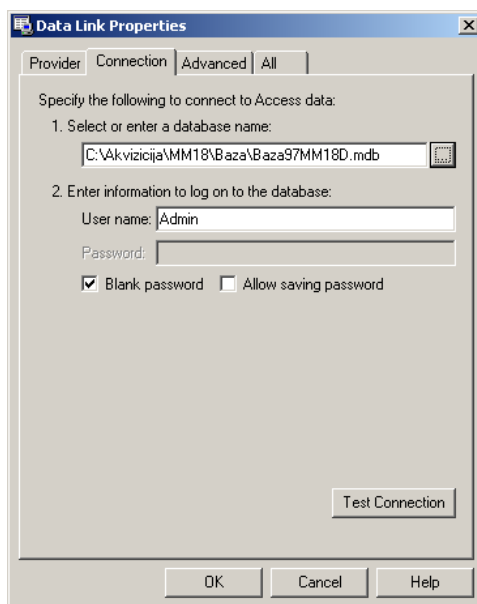 Data Link Properties
Provider Connection Advanced All
Specify the following to connect to Access data:
1. Select or enter a database name:
C:\Akvizicija\MM18\Baza\Baza97MM18D.mdb ...
2. Enter information to log on to the database:
User name: Admin
Password:
Blank password Allow saving password
Test Connection
OK Cancel Help